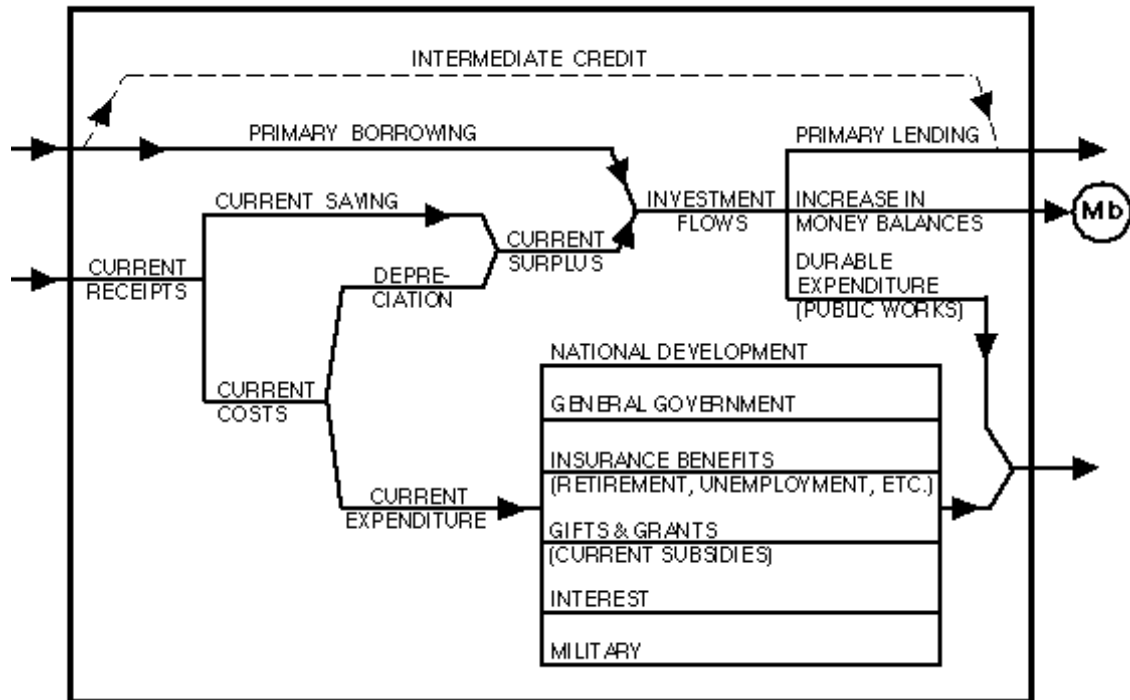 INTERMEDIATE CREDIT
PRIMARY BORROWING
PRIMARY LENDING
CURRENT SAVING
INVESTMENT
FLOWS
INCREASE IN
MONEY BALANCES
Mb
CURRENT
SURPLUS
CURRENT
RECEIPTS
DEPRE-
CIATION
DURABLE
EXPENDITURE
(PUBLIC WORKS)
CURRENT
COSTS
NATIONAL DEVELOPMENT
GENERAL GOVERNMENT
INSURANCE BENEFITS
(RETIREMENT, UNEMPLOYMENT, ETC.)
CURRENT
EXPENDITURE
GIFTS & GRANTS
(CURRENT SUBSIDIES)
INTEREST
MILITARY